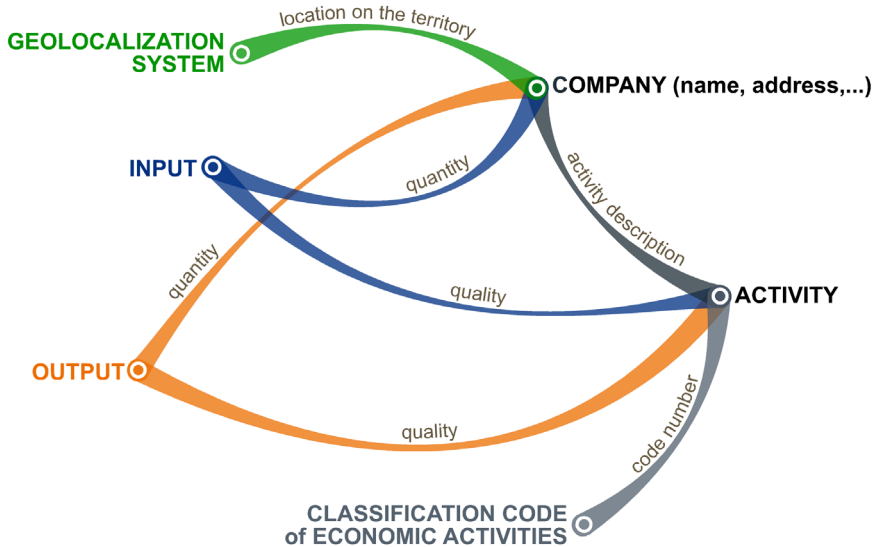 location on the territory
GEOLOCALIZATION
SYSTEM
COMPANY (name, address,...)
INPUT
quantity
activity description
quantity
quality
ACTIVITY
OUTPUT
quality
code number
CLASSIFICATION CODE
of ECONOMIC ACTIVITIES